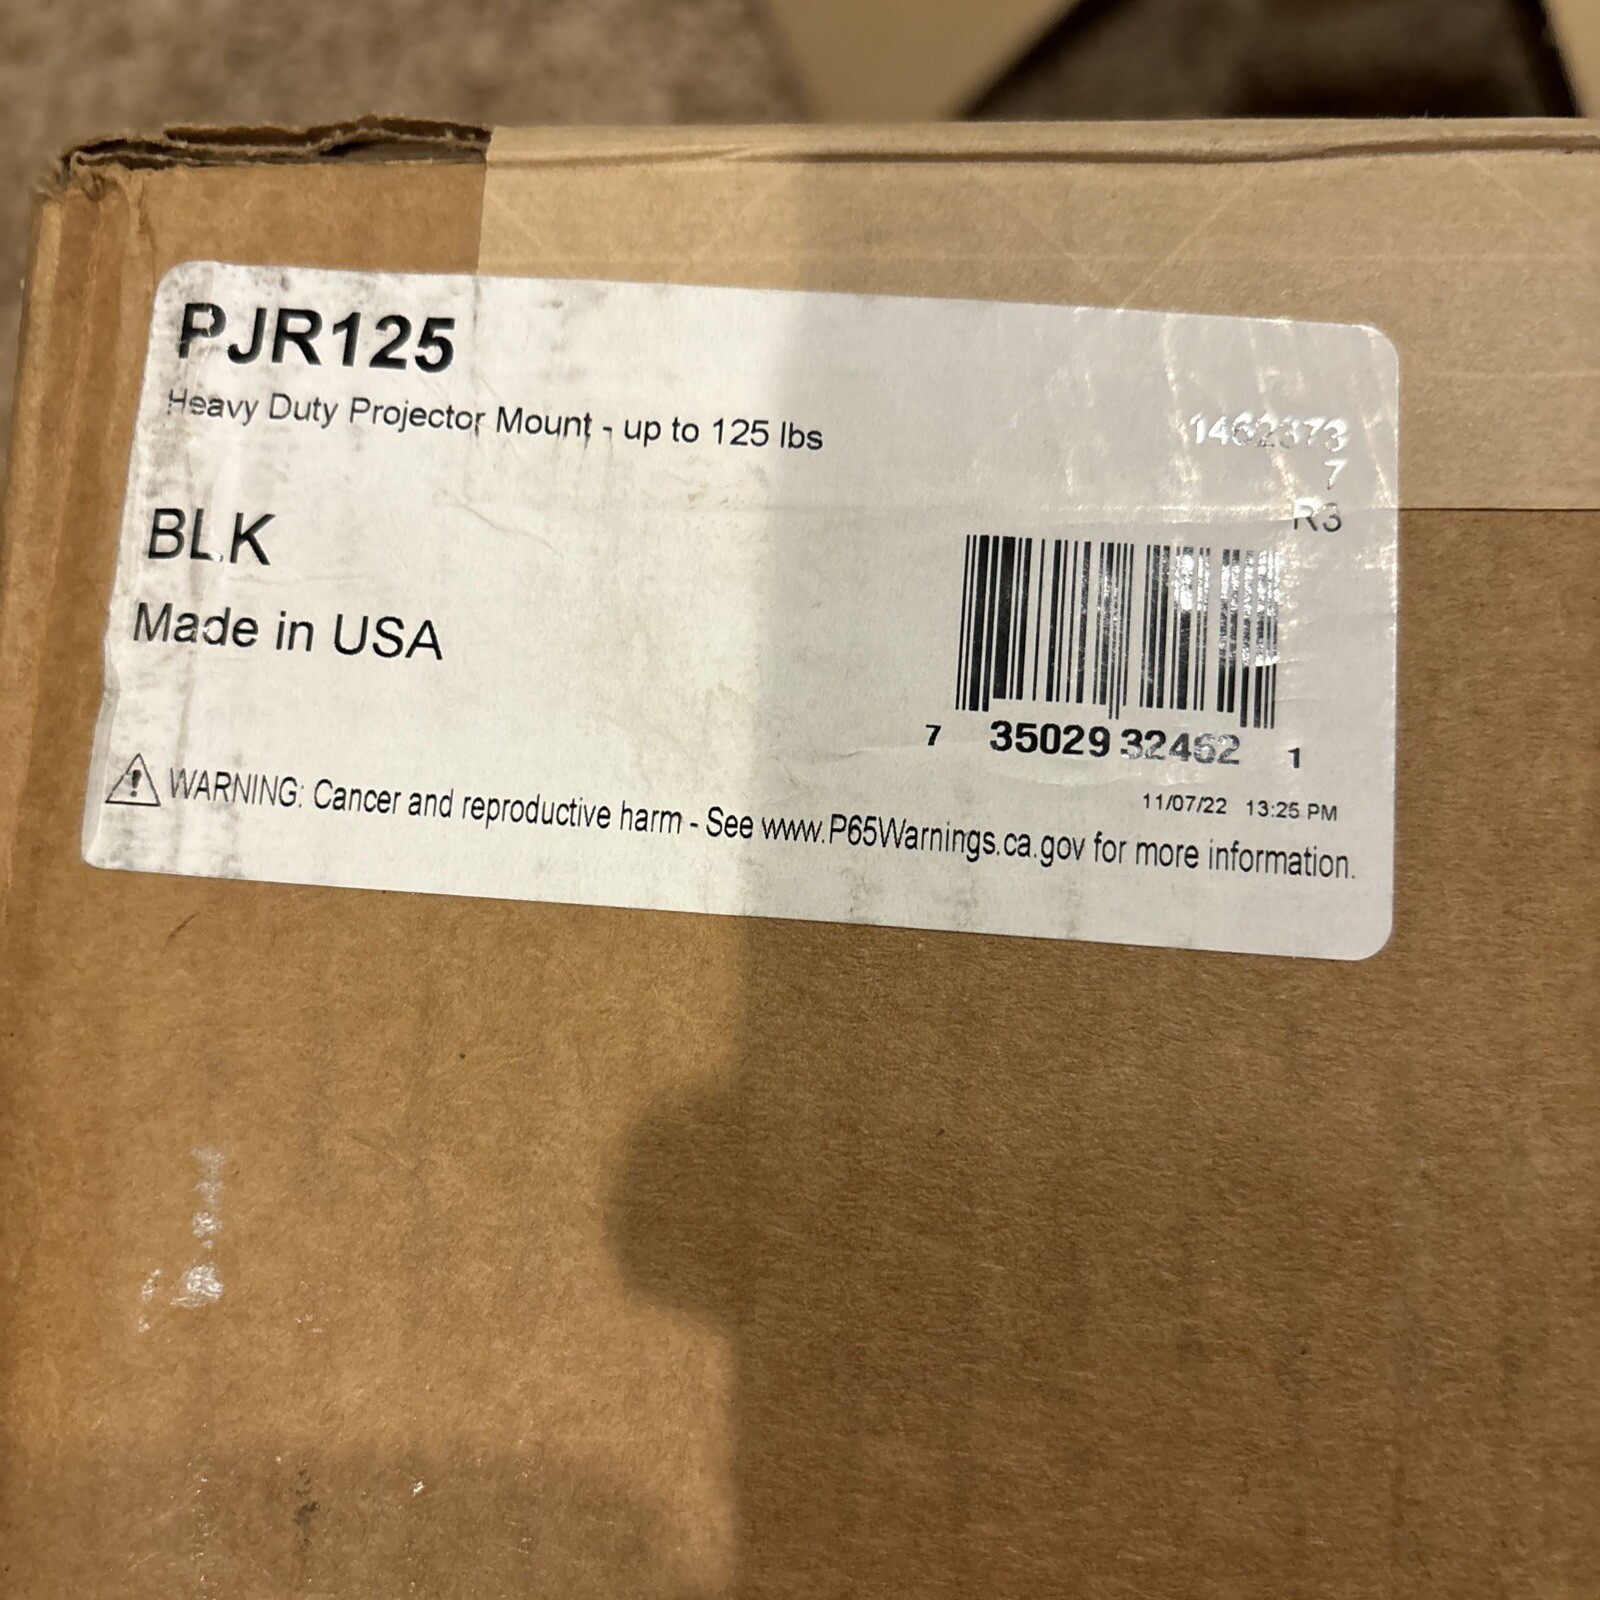 PJR125
Heavy Duty Projector Mount - up to 125 lbs
1462373
7
R3
BLK
Made in USA
7 35029 32462 1
11/07/22 13:25 PM
WARNING: Cancer and reproductive harm - See www.P65Warnings.ca.gov for more information.